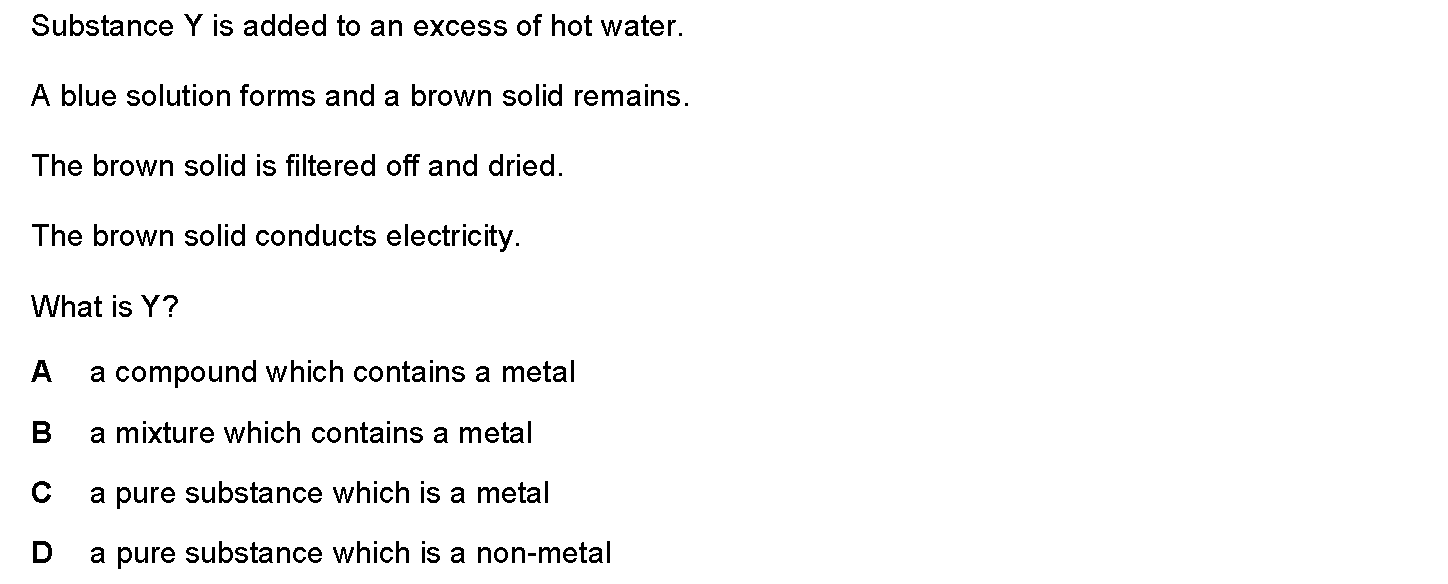 Substance Y is added to an excess of hot water.
A blue solution forms and a brown solid remains.
The brown solid is filtered off and dried.
The brown solid conducts electricity.
What is Y?
A a compound which contains a metal
B a mixture which contains a metal
C a pure substance which is a metal
D a pure substance which is a non-metal